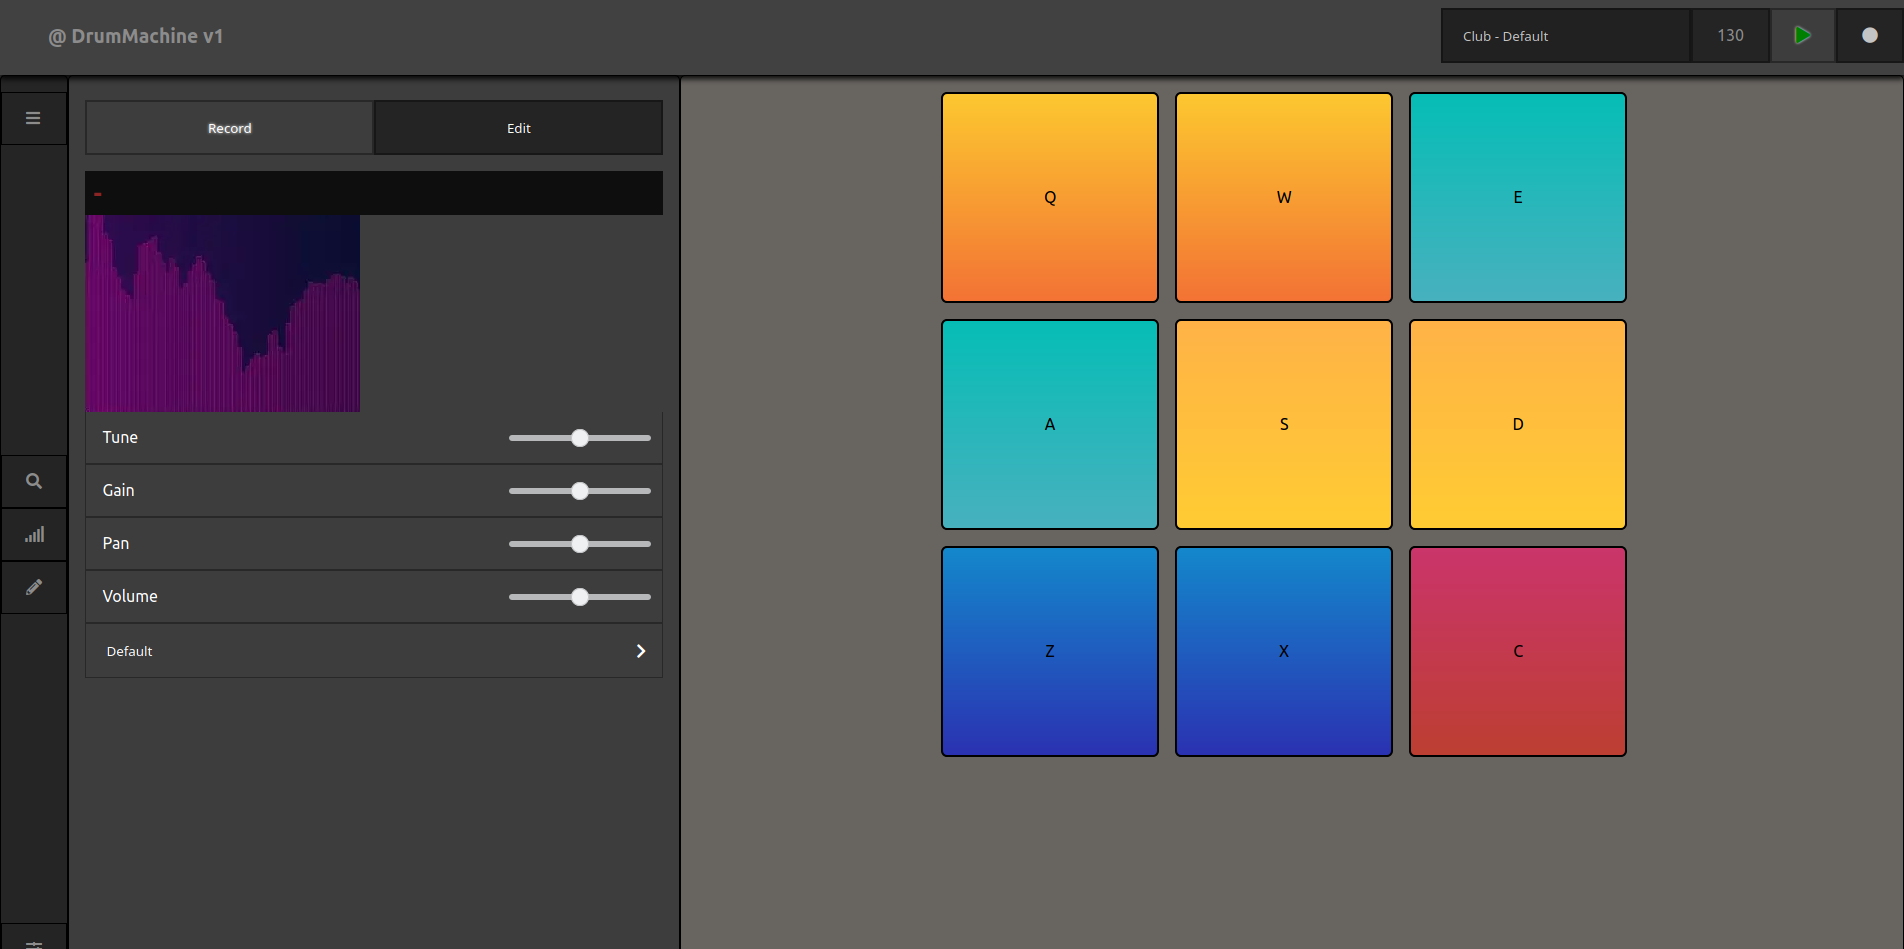 @ DrumMachine v1
Club - Default
130
Record
Edit
-
Tune
Gain
Pan
Volume
Default
Q
W
E
A
S
D
Z
X
C